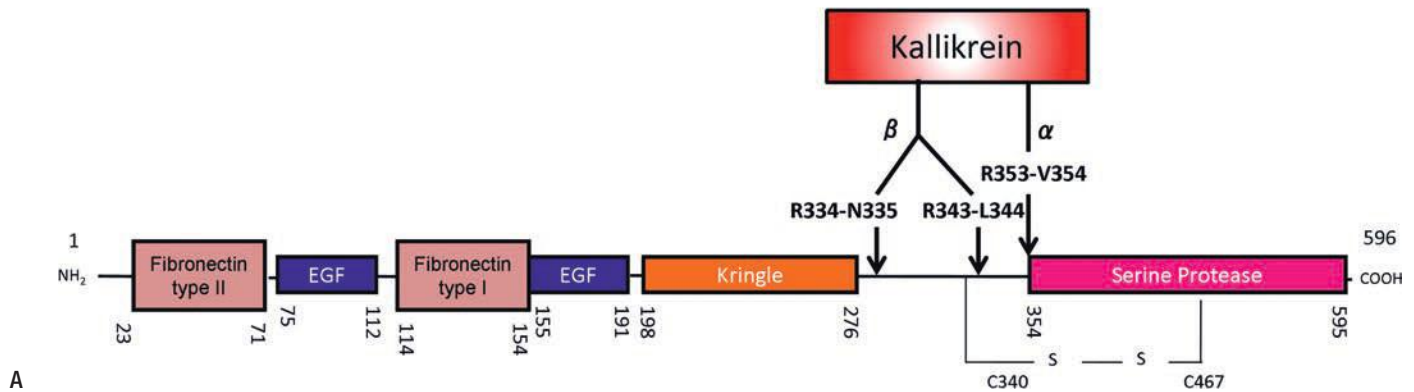 Kallikrein
β
α
R353-V354
R334-N335
R343-L344
1
596
NH₂
Fibronectin
type II
EGF
Fibronectin
type I
EGF
Kringle
Serine Protease
COOH
23
71
75
112
114
154
155
191
198
276
354
595
S
S
C340
C467
A